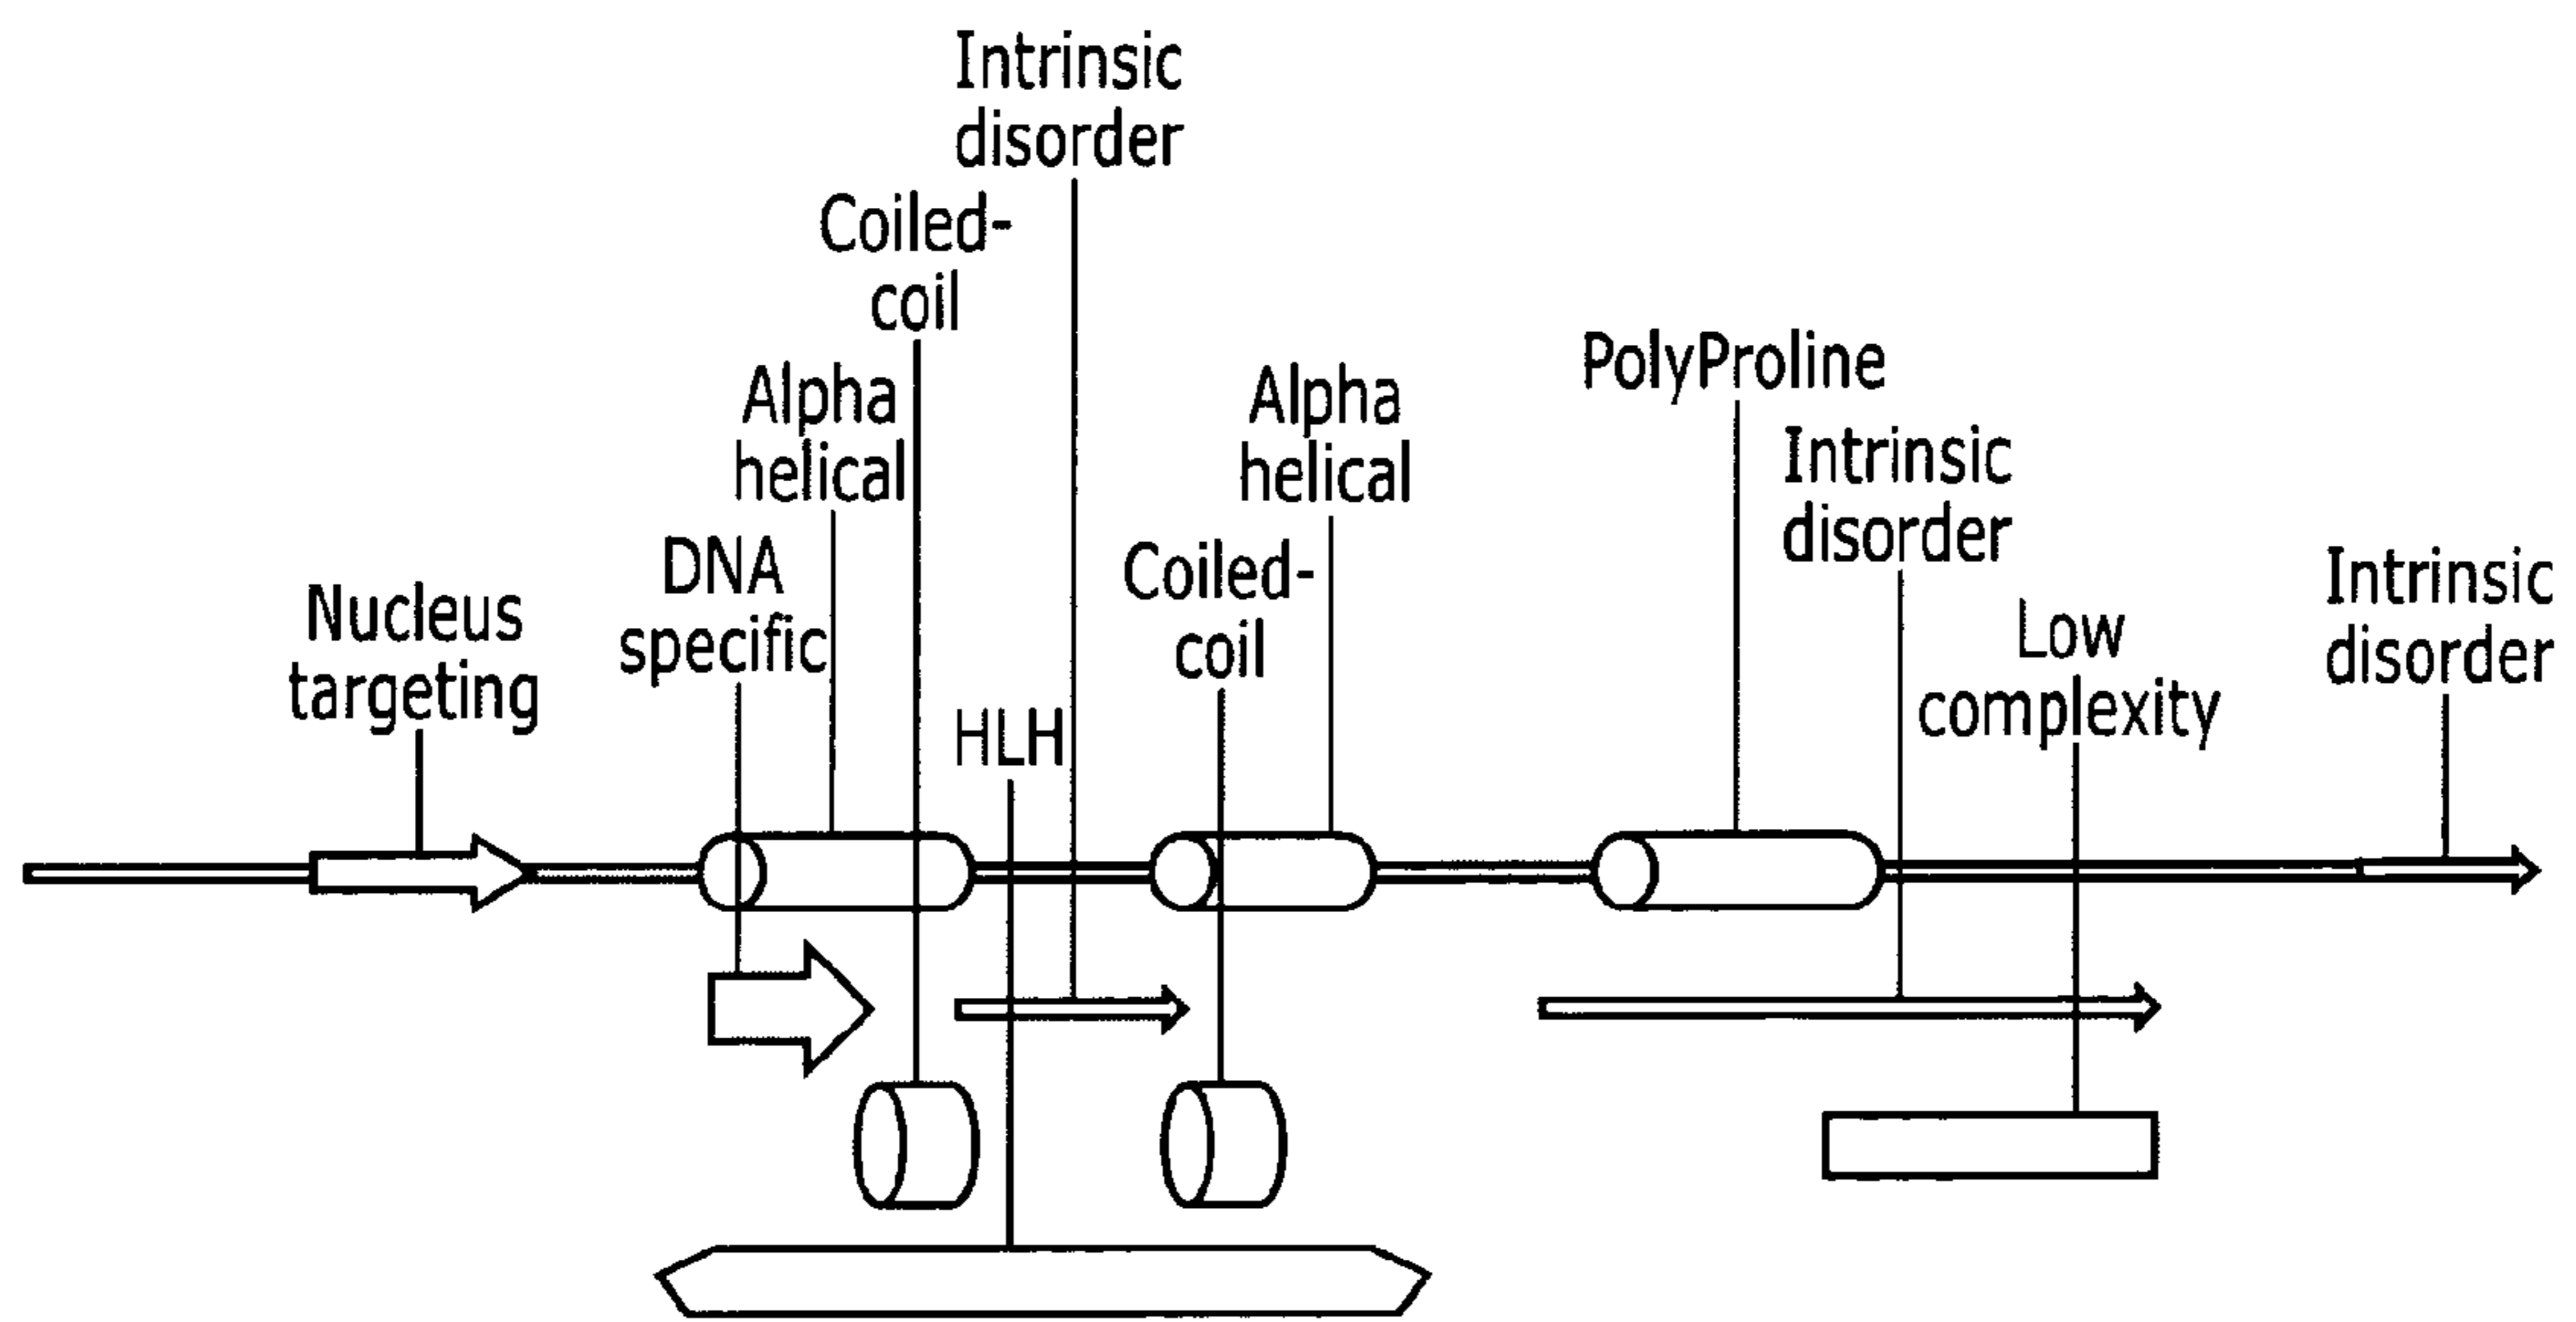 Intrinsic
disorder
Coiled-
coil
Alpha
helical
DNA
specific
Nucleus
targeting
HLH
Coiled-
coil
Alpha
helical
PolyProline
Intrinsic
disorder
Low
complexity
Intrinsic
disorder